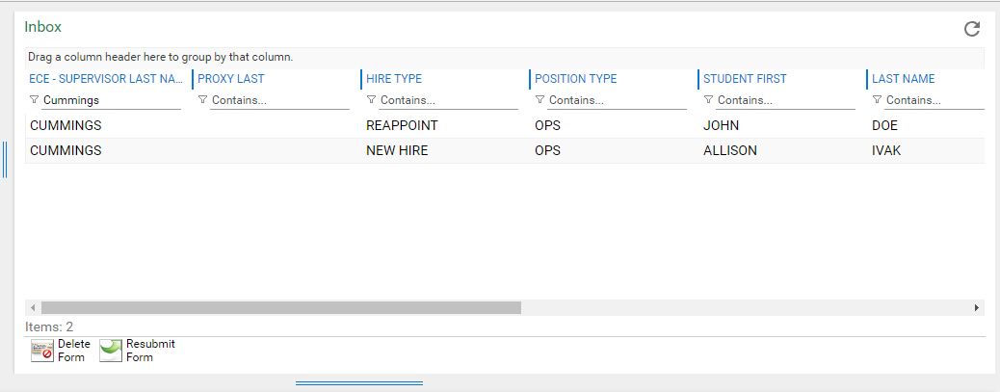 Inbox
Drag a column header here to group by that column.
ECE - SUPERVISOR LAST NA... PROXY LAST HIRE TYPE POSITION TYPE STUDENT FIRST LAST NAME
Cummings Contains... Contains... Contains... Contains... Contains...
CUMMINGS REAPPOINT OPS JOHN DOE
CUMMINGS NEW HIRE OPS ALLISON IVAK
Items: 2
Delete Resubmit
Form Form